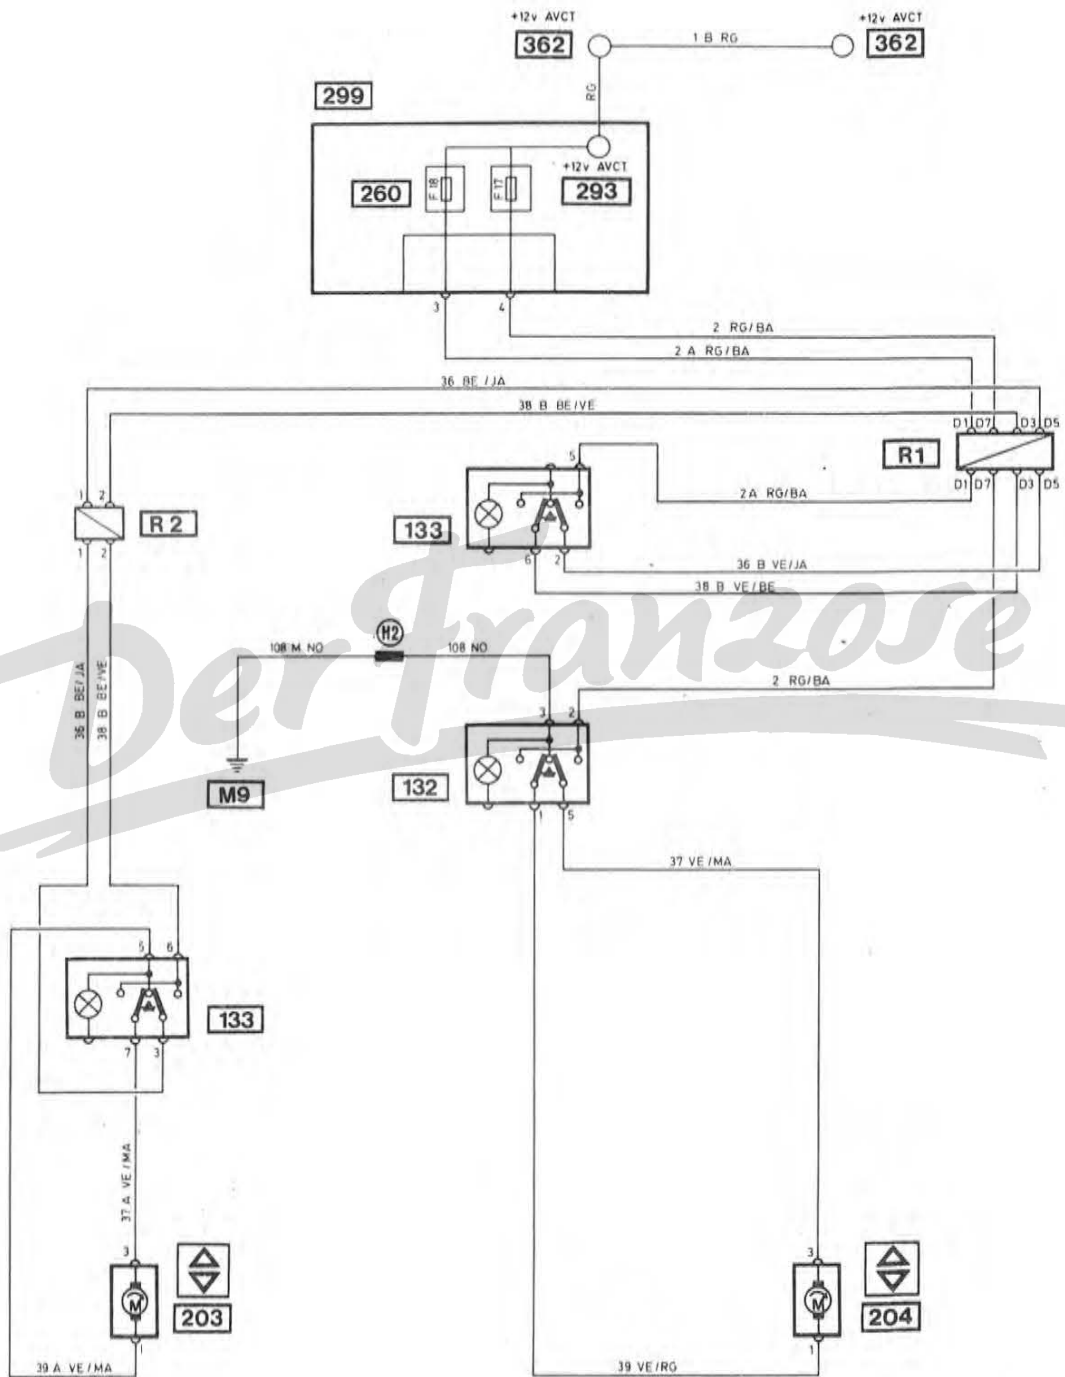 +12v AVCT
+12v AVCT
362
1 B RG
362
RG
299
+12v AVCT
260
F 18
F 17
293
3
4
2 RG/BA
2 A RG/BA
36 BE/JA
38 B BE/VE
D1 D7 D3 D5
R1
D1 D7 D3 D5
5
2A RG/BA
1 2
R 2
1 2
133
6 2
36 B VE/JA
38 B VE/BE
H2
108 M NO
108 NO
2 RG/BA
36 B BE/JA
38 B BE/VE
Der Franzose
3 2
M9
132
1 5
37 VE/MA
5 6
133
7 3
37 A VE/MA
3
M
203
1
39 A VE/MA
3
M
204
1
39 VE/RG